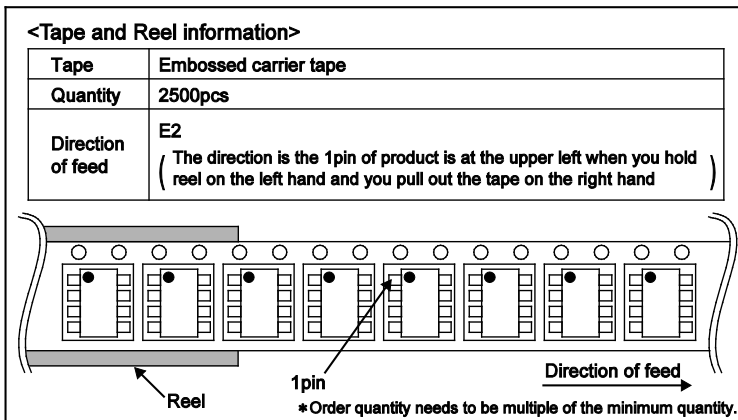 <Tape and Reel information>
Tape Embossed carrier tape
Quantity 2500pcs
Direction of feed E2
( The direction is the 1pin of product is at the upper left when you hold
reel on the left hand and you pull out the tape on the right hand )
Direction of feed
1pin
Reel
*Order quantity needs to be multiple of the minimum quantity.